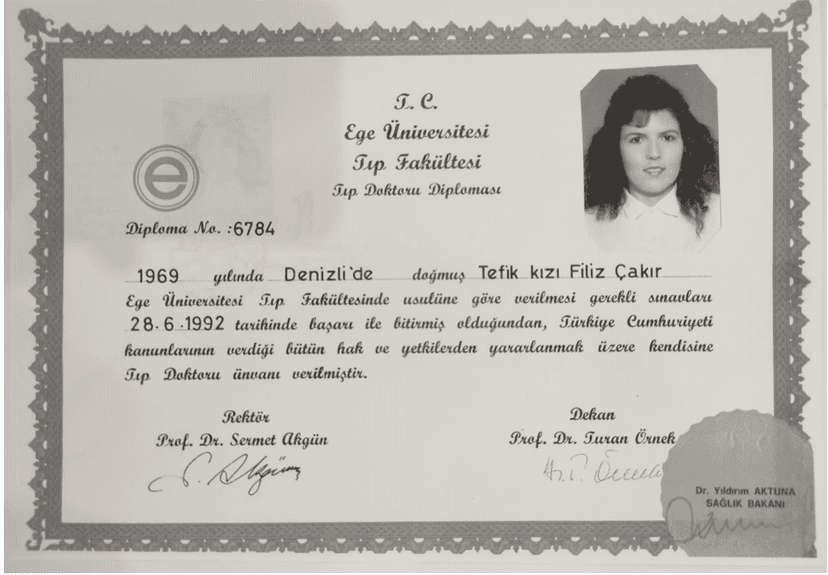 T. C.
Ege Üniversitesi
Tıp Fakültesi
Tıp Doktoru Diploması
e
Diploma No. :6784
1969 yılında Denizli'de doğmuş Tefik kızı Filiz Çakır
Ege Üniversitesi Tıp Fakültesinde usulüne göre verilmesi gerekli sınavları
28.6.1992 tarihinde başarı ile bitirmiş olduğundan, Türkiye Cumhuriyeti
kanunlarının verdiği bütün hak ve yetkilerden yararlanmak üzere kendisine
Tıp Doktoru ünvanı verilmiştir.
Rektör
Prof. Dr. Sermet Akgün
S. Akgün
Dekan
Prof. Dr. Turan Örnek
Dr. Yıldırım AKTUNA
SAĞLIK BAKANI